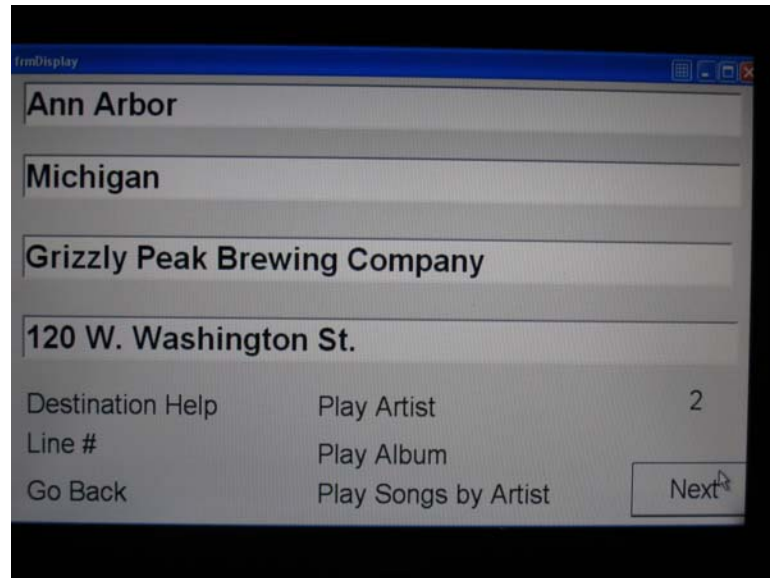 frmDisplay
Ann Arbor
Michigan
Grizzly Peak Brewing Company
120 W. Washington St.
Destination Help Play Artist 2
Line # Play Album
Go Back Play Songs by Artist Next